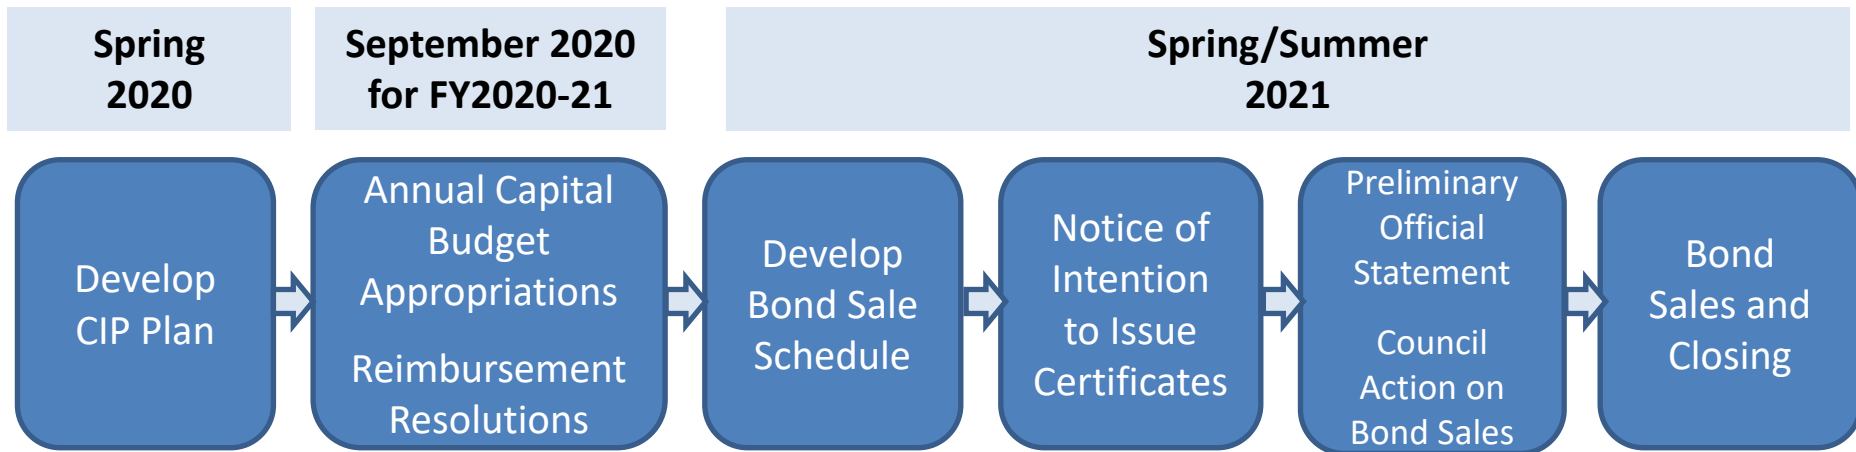 Spring
2020
September 2020
for FY2020-21
Spring/Summer
2021
Develop
CIP Plan
Annual Capital
Budget
Appropriations
Reimbursement
Resolutions
Develop
Bond Sale
Schedule
Notice of
Intention
to Issue
Certificates
Preliminary
Official
Statement
Council
Action on
Bond Sales
Bond
Sales and
Closing